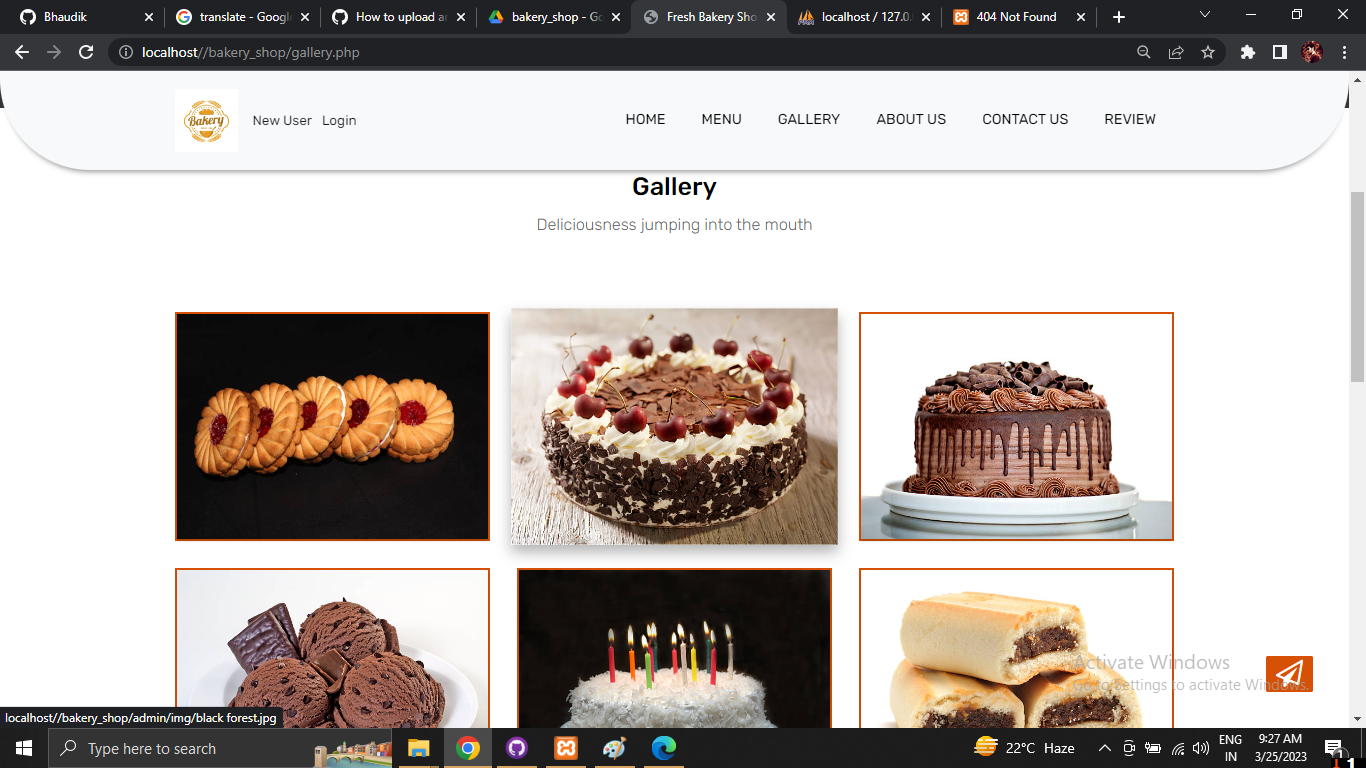 Bhaudik
translate - Googl
How to upload a
bakery_shop - Go
Fresh Bakery Sho
localhost / 127.0.
404 Not Found
localhost//bakery_shop/gallery.php
Bakery
New User Login
HOME MENU GALLERY ABOUT US CONTACT US REVIEW
Gallery
Deliciousness jumping into the mouth
Activate Windows
Go to Settings to activate Windows.
localhost//bakery_shop/admin/img/black forest.jpg
Type here to search
22°C Haze
ENG
IN
9:27 AM
3/25/2023
1